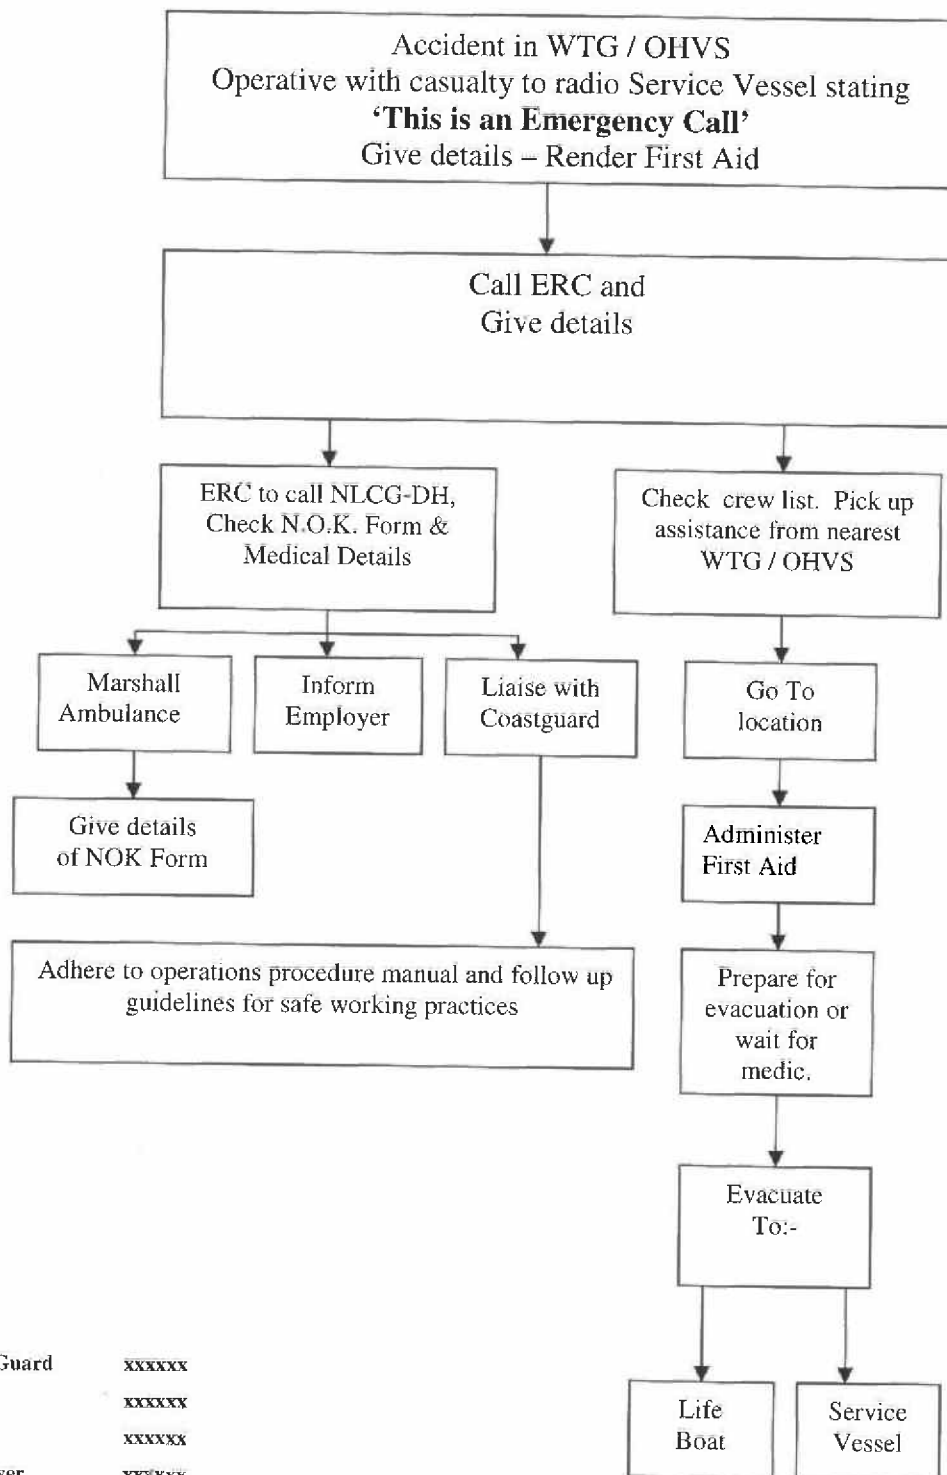 Accident in WTG / OHVS
Operative with casualty to radio Service Vessel stating
‘This is an Emergency Call’
Give details – Render First Aid
Call ERC and
Give details
ERC to call NLCG-DH,
Check N.O.K. Form &
Medical Details
Check crew list. Pick up
assistance from nearest
WTG / OHVS
Marshall
Ambulance
Inform
Employer
Liaise with
Coastguard
Go To
location
Give details
of NOK Form
Administer
First Aid
Adhere to operations procedure manual and follow up
guidelines for safe working practices
Prepare for
evacuation or
wait for
medic.
Evacuate
To:-
Life
Boat
Service
Vessel
Guard xxxxxx
xxxxxx
xxxxxx
xxxxxx